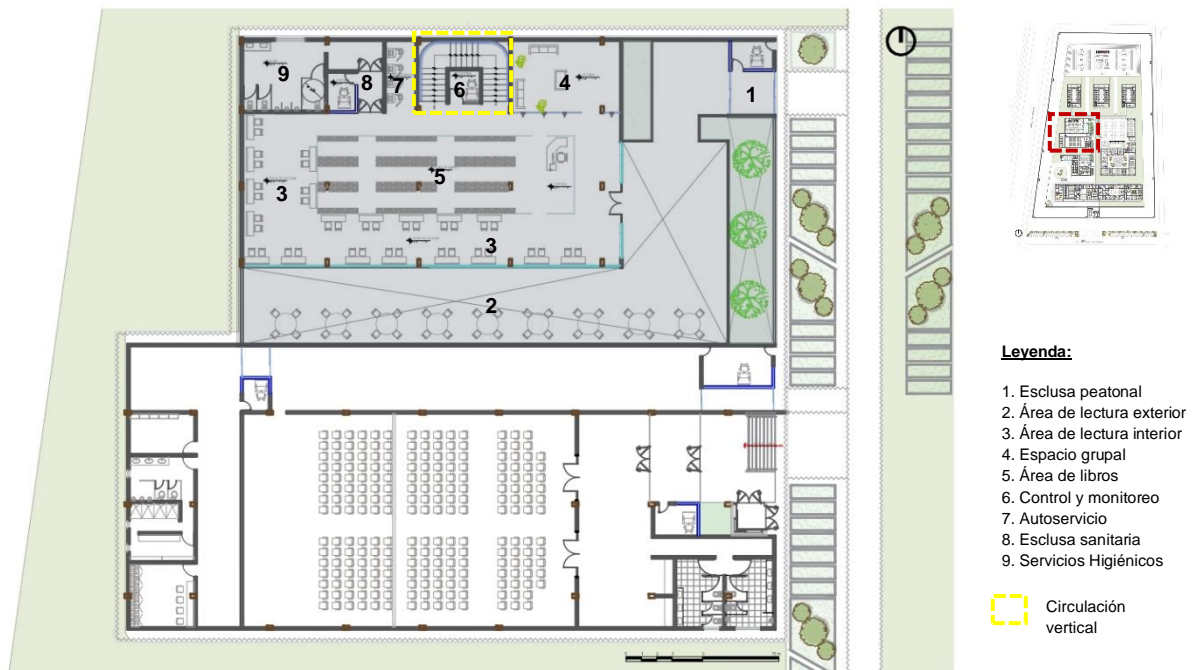 9
8
7
6
4
1
5
3
3
2
Leyenda:
1. Esclusa peatonal
2. Área de lectura exterior
3. Área de lectura interior
4. Espacio grupal
5. Área de libros
6. Control y monitoreo
7. Autoservicio
8. Esclusa sanitaria
9. Servicios Higiénicos
Circulación
vertical